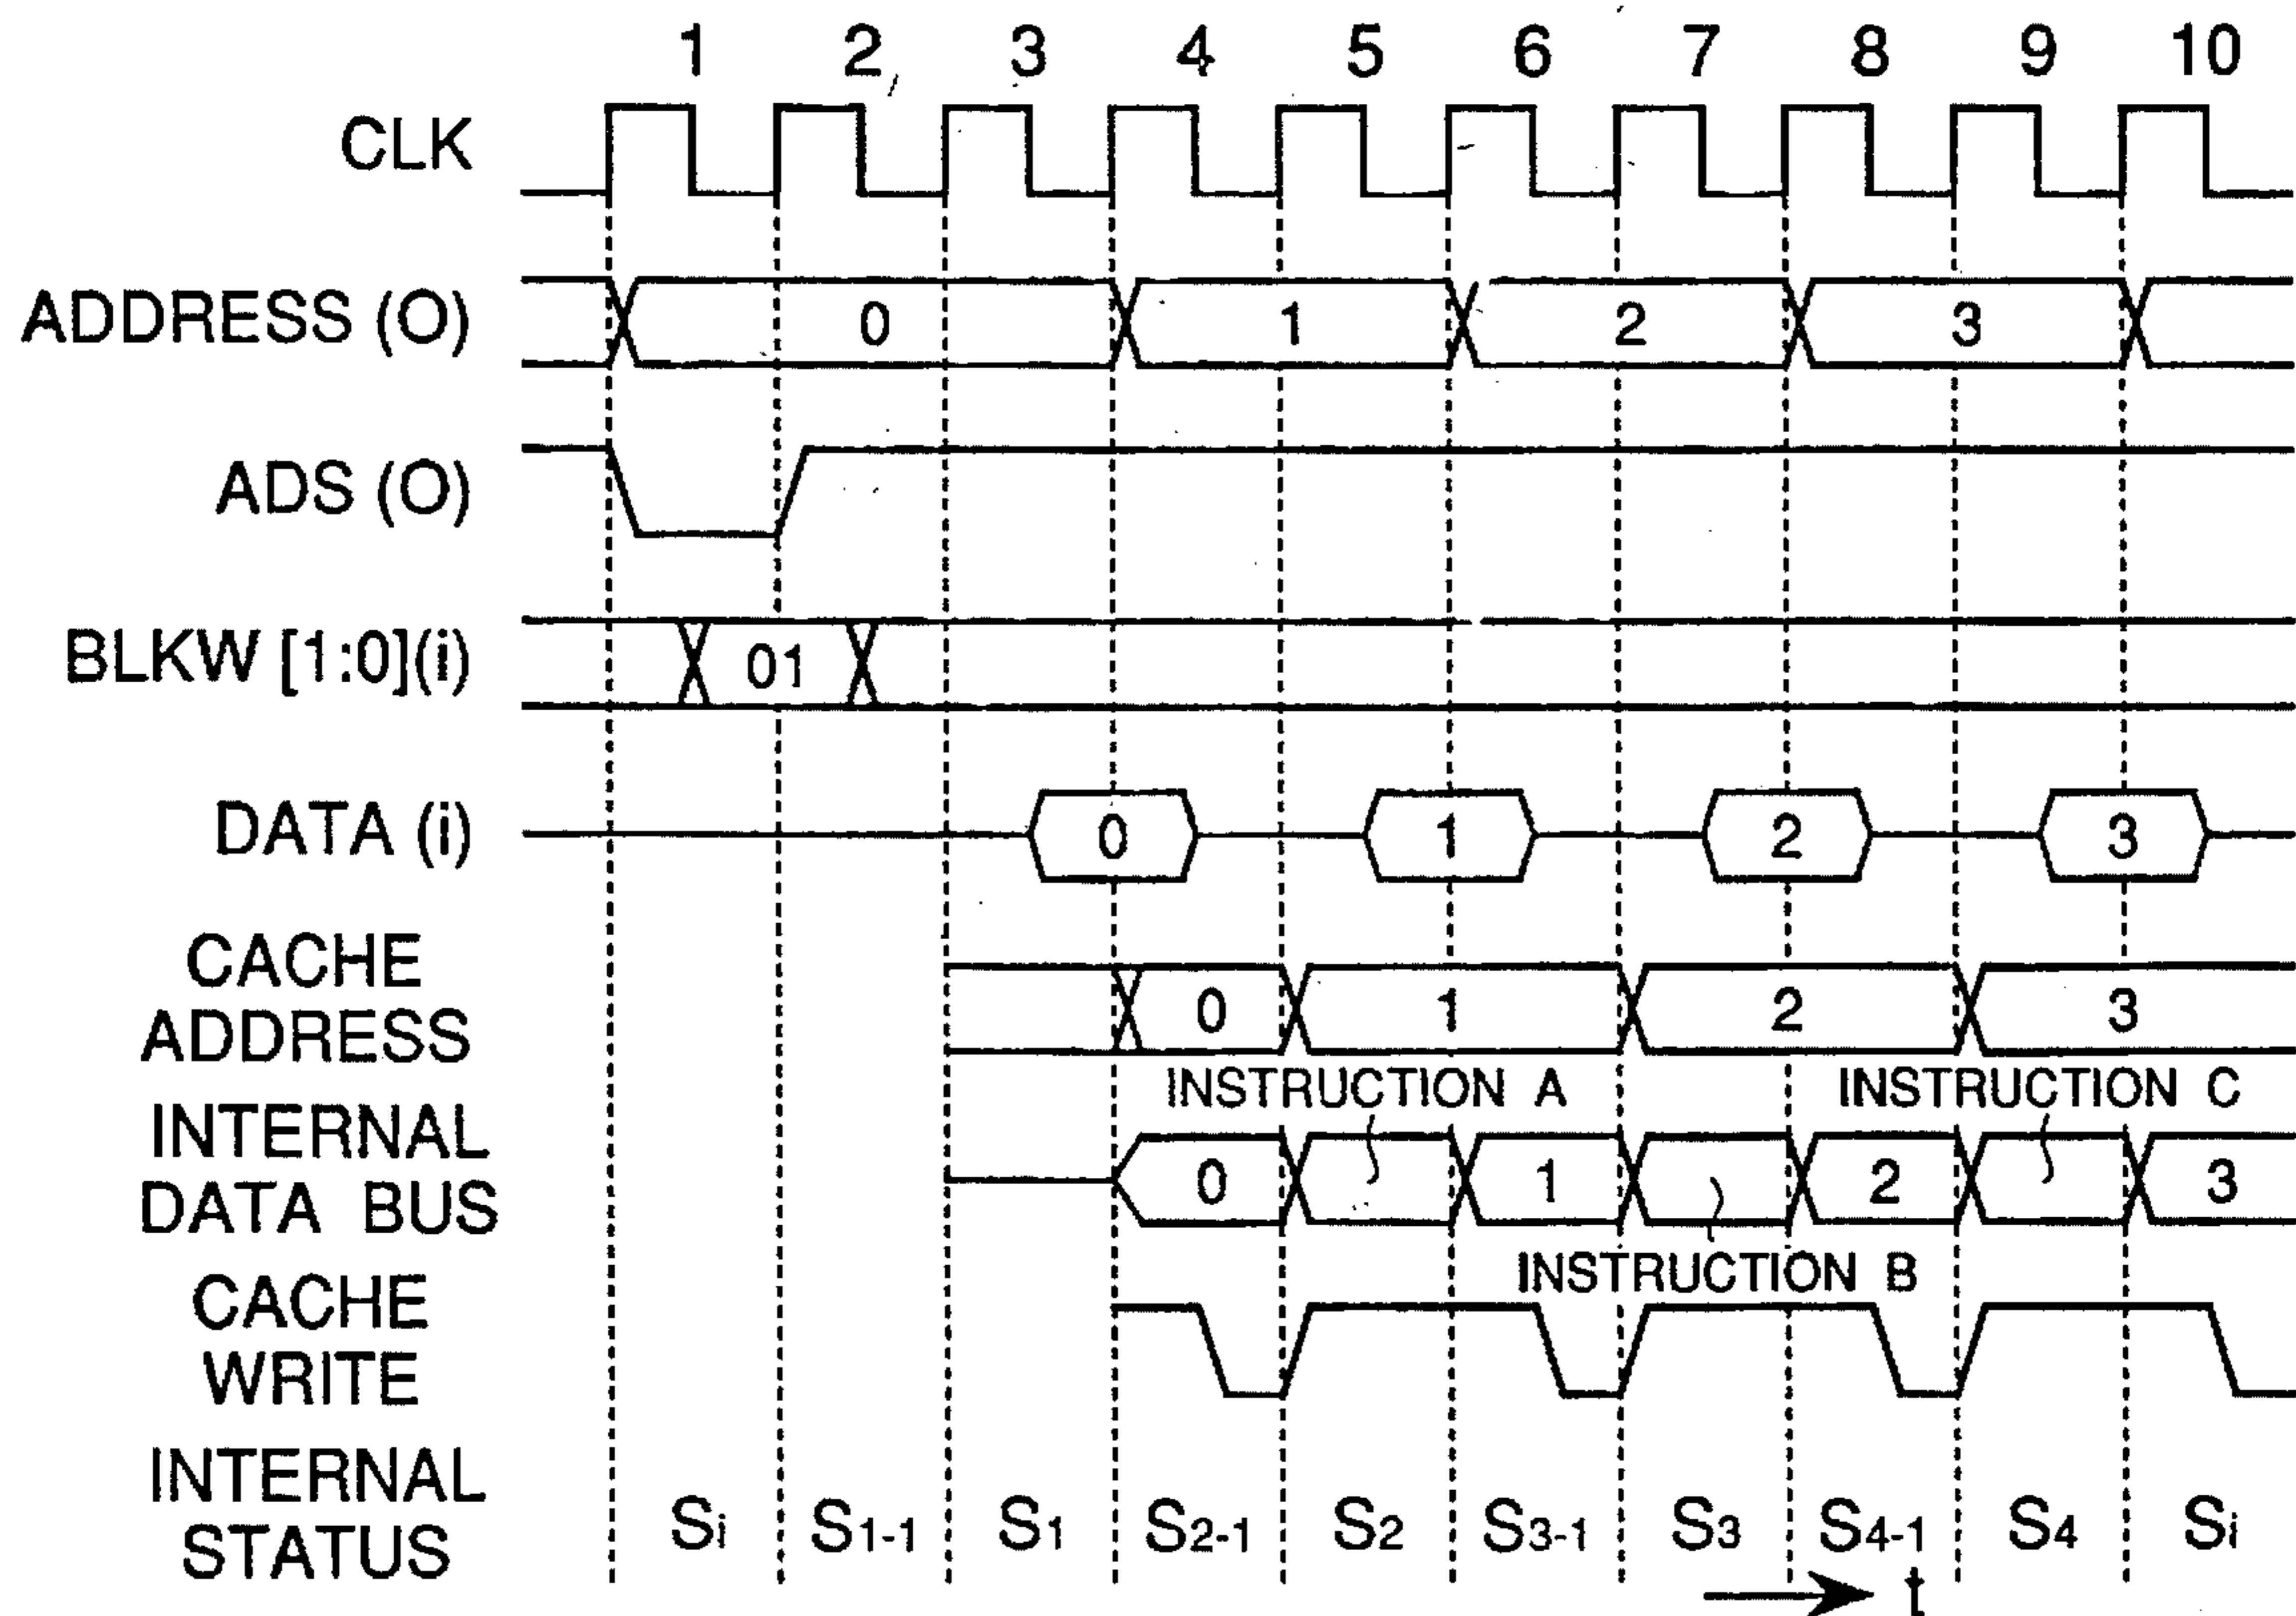 1 2 3 4 5 6 7 8 9 10
CLK
ADDRESS (O) 0 1 2 3
ADS (O)
BLKW [1:0](i) 01
DATA (i) 0 1 2 3
CACHE
ADDRESS 0 1 2 3
INSTRUCTION A INSTRUCTION C
INTERNAL
DATA BUS 0 1 2 3
INSTRUCTION B
CACHE
WRITE
INTERNAL
STATUS Si S1-1 S1 S2-1 S2 S3-1 S3 S4-1 S4 Si
t